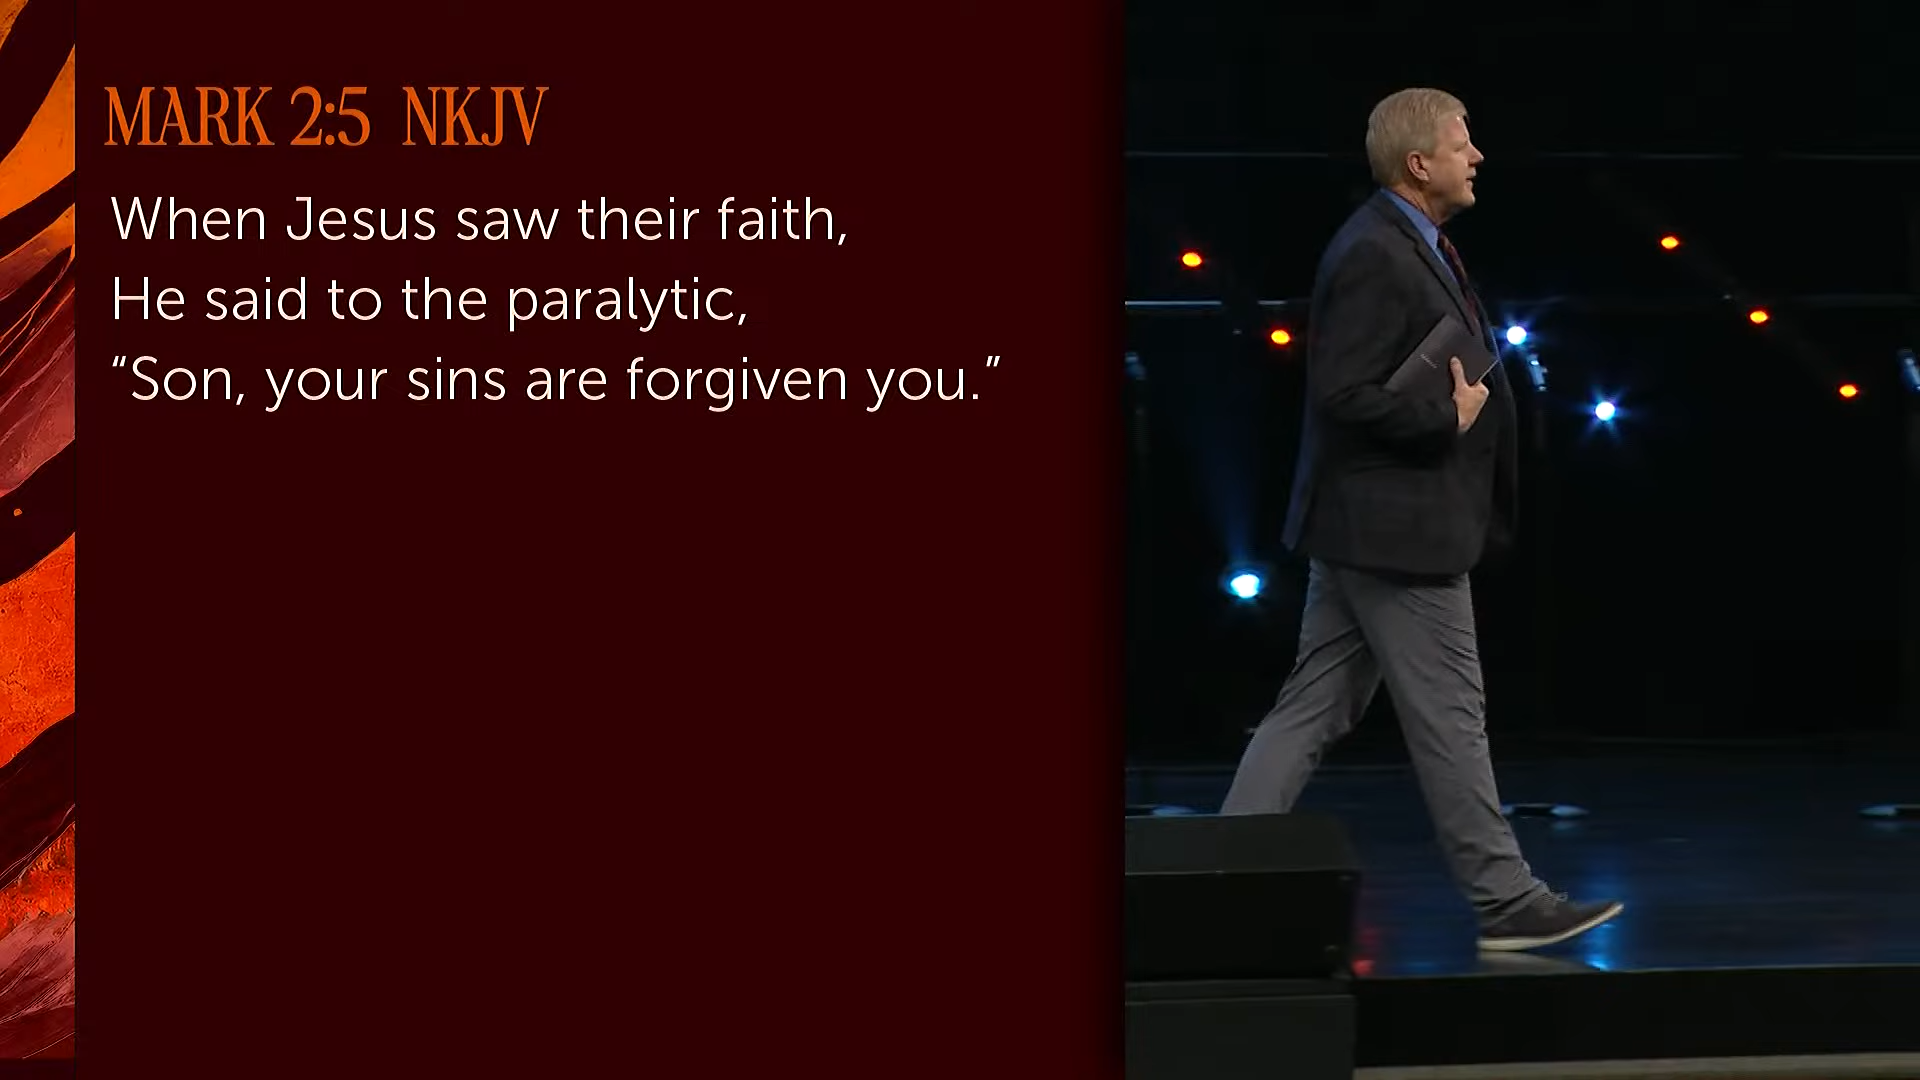 MARK 2:5 NKJV
When Jesus saw their faith,
He said to the paralytic,
“Son, your sins are forgiven you.”